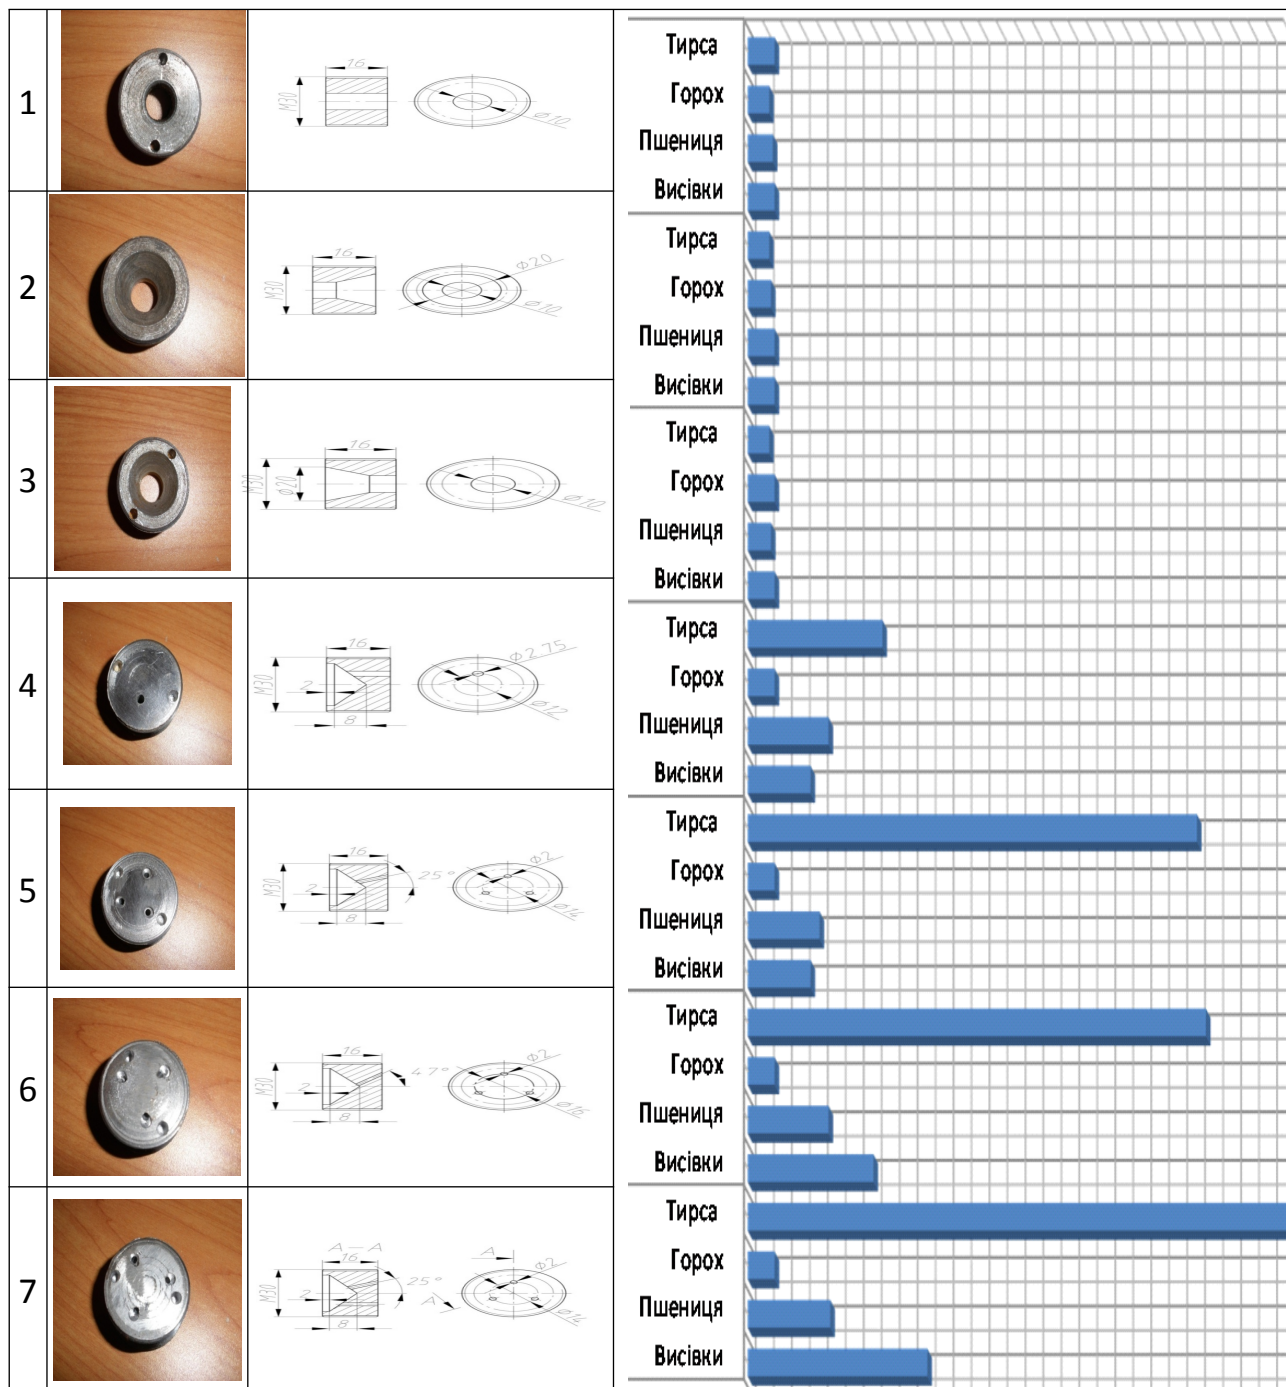 1
16
M30
Ø10
Тирса
Горох
Пшениця
Висівки
2
16
M30
Ø20
Ø10
Тирса
Горох
Пшениця
Висівки
3
16
M30
Ø20
Ø10
Тирса
Горох
Пшениця
Висівки
4
16
M30
2
8
Ø2.75
Ø12
Тирса
Горох
Пшениця
Висівки
5
16
M30
2
8
25°
Ø2
Ø14
Тирса
Горох
Пшениця
Висівки
6
16
M30
2
8
47°
Ø2
Ø16
Тирса
Горох
Пшениця
Висівки
7
А—А
16
M30
2
8
25°
А
А
Ø2
Ø14
Тирса
Горох
Пшениця
Висівки